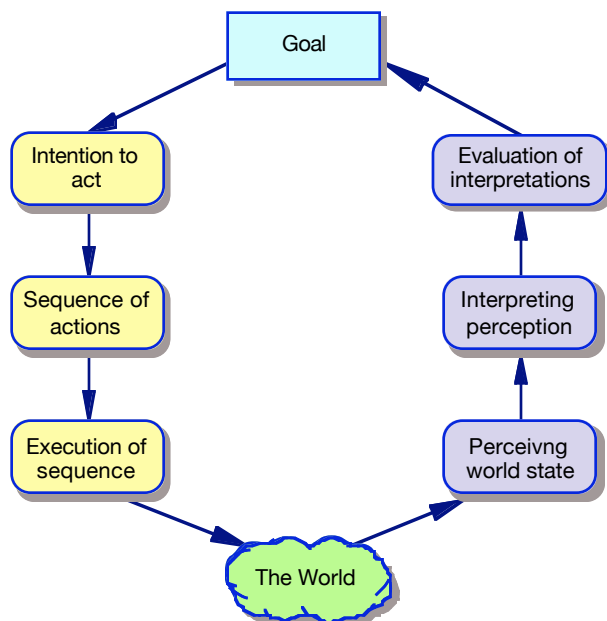 Goal
Intention to
act
Sequence of
actions
Execution of
sequence
The World
Perceivng
world state
Interpreting
perception
Evaluation of
interpretations